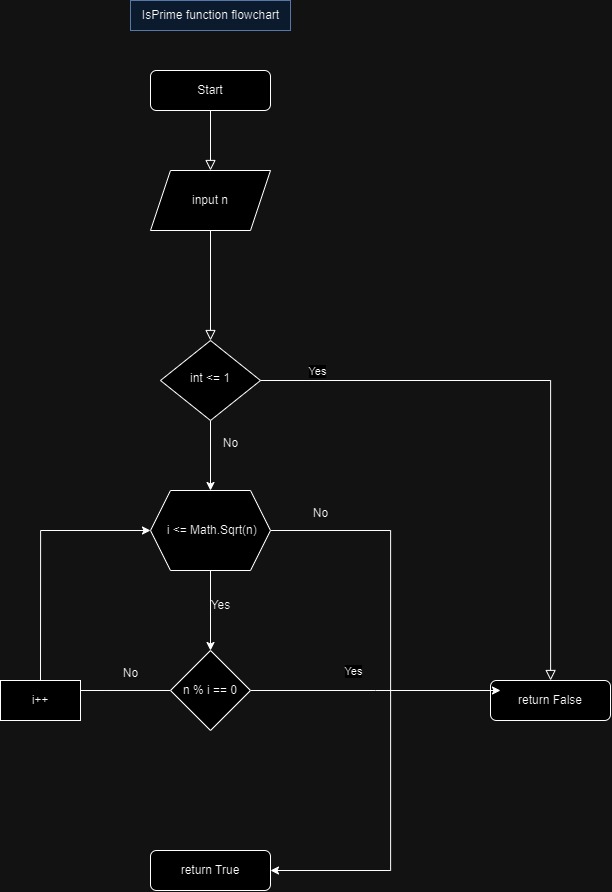 IsPrime function flowchart
Start
input n
int <= 1
Yes
No
i <= Math.Sqrt(n)
No
Yes
No
n % i == 0
Yes
i++
return False
return True